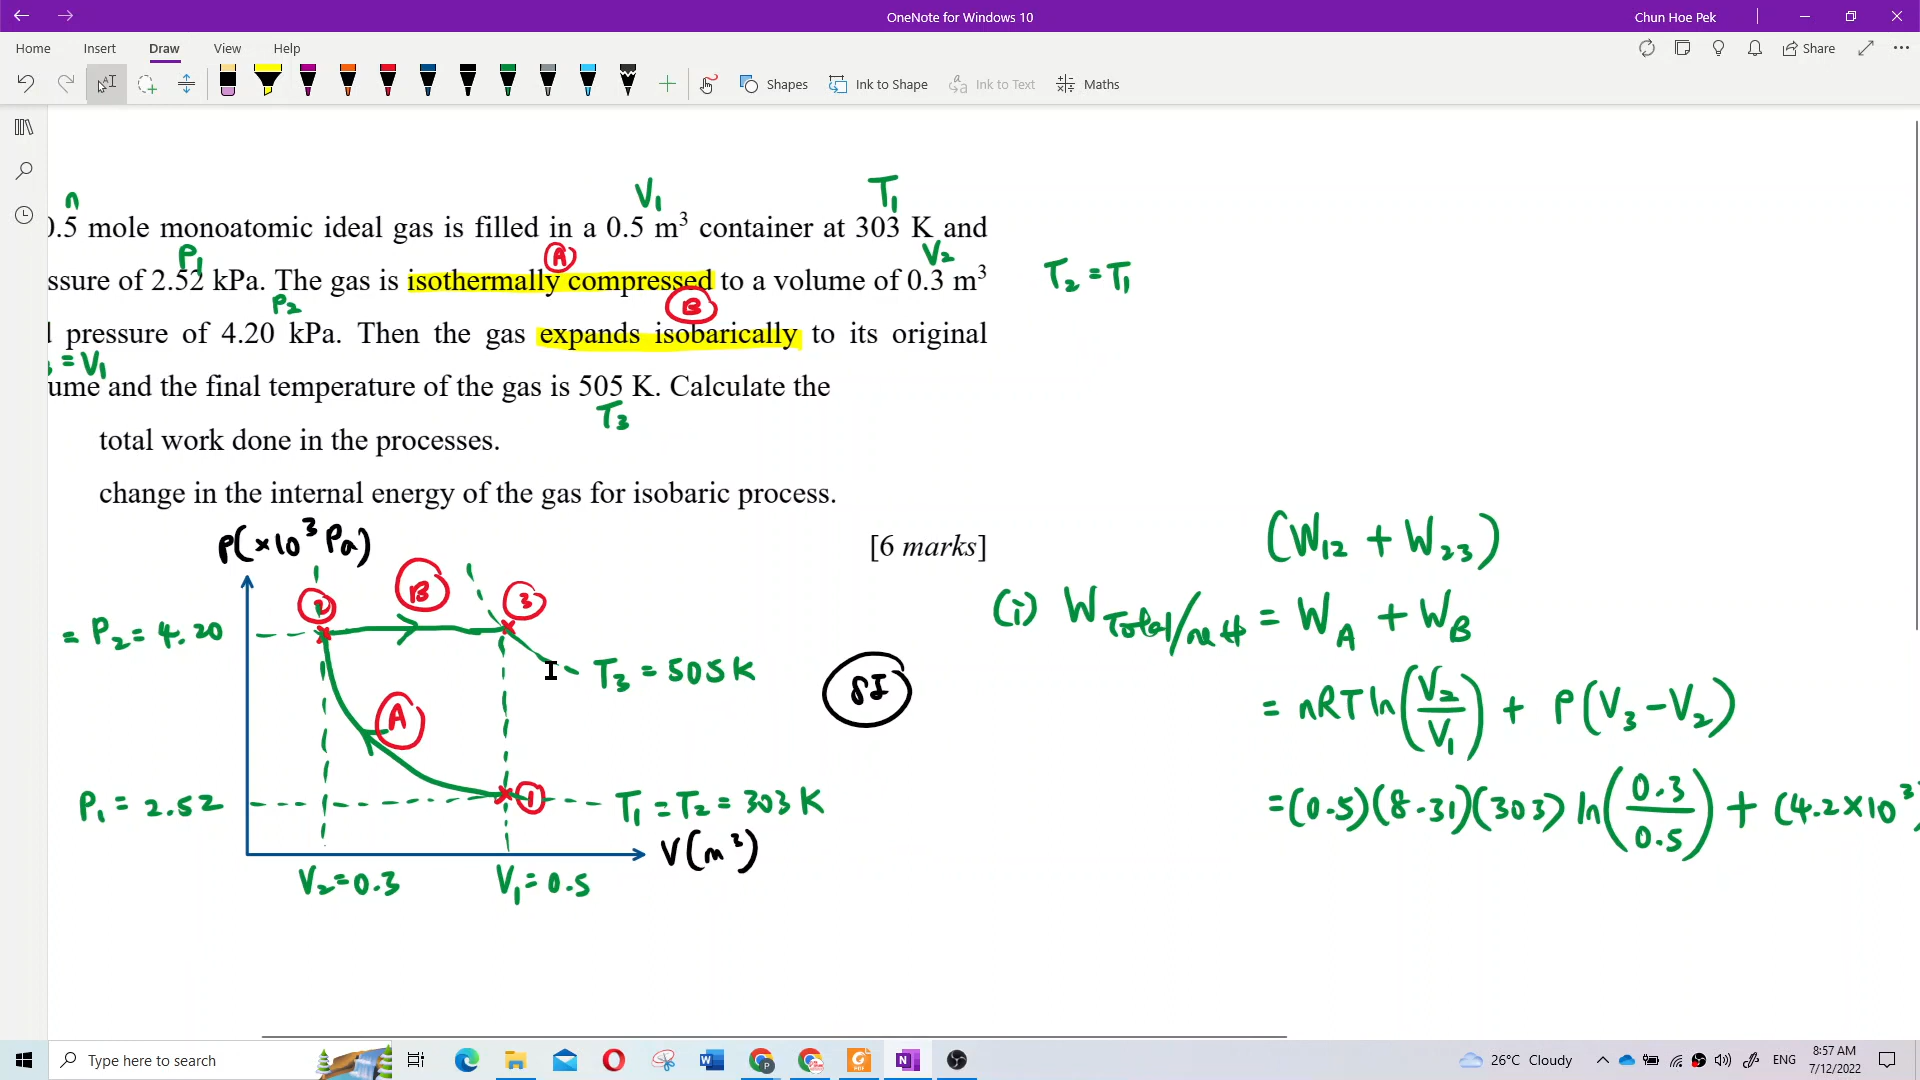 OneNote for Windows 10
Chun Hoe Pek
Home Insert Draw View Help
Share
Shapes
Ink to Shape
Ink to Text
Maths
n V₁ T₁
0.5 mole monoatomic ideal gas is filled in a 0.5 m³ container at 303 K and
P₁ A V₂
ssure of 2.52 kPa. The gas is isothermally compressed to a volume of 0.3 m³
T₂ = T₁
P₂ B
pressure of 4.20 kPa. Then the gas expands isobarically to its original
= V₁
ume and the final temperature of the gas is 505 K. Calculate the
T₃
total work done in the processes.
change in the internal energy of the gas for isobaric process.
[6 marks]
P(×10³ Pa)
2 B 3
= P₂ = 4.20
T₃ = 505 K
A
P₁ = 2.52
1
T₁ = T₂ = 303 K
V(m³)
V₂ = 0.3
V₁ = 0.5
(W₁₂ + W₂₃)
(i) W Total/nett = W_A + W_B
= nRT ln(V₂/V₁) + P(V₃ − V₂)
= (0.5)(8.31)(303) ln(0.3/0.5) + (4.2×10³
Type here to search
26°C Cloudy
ENG
8:57 AM
7/12/2022